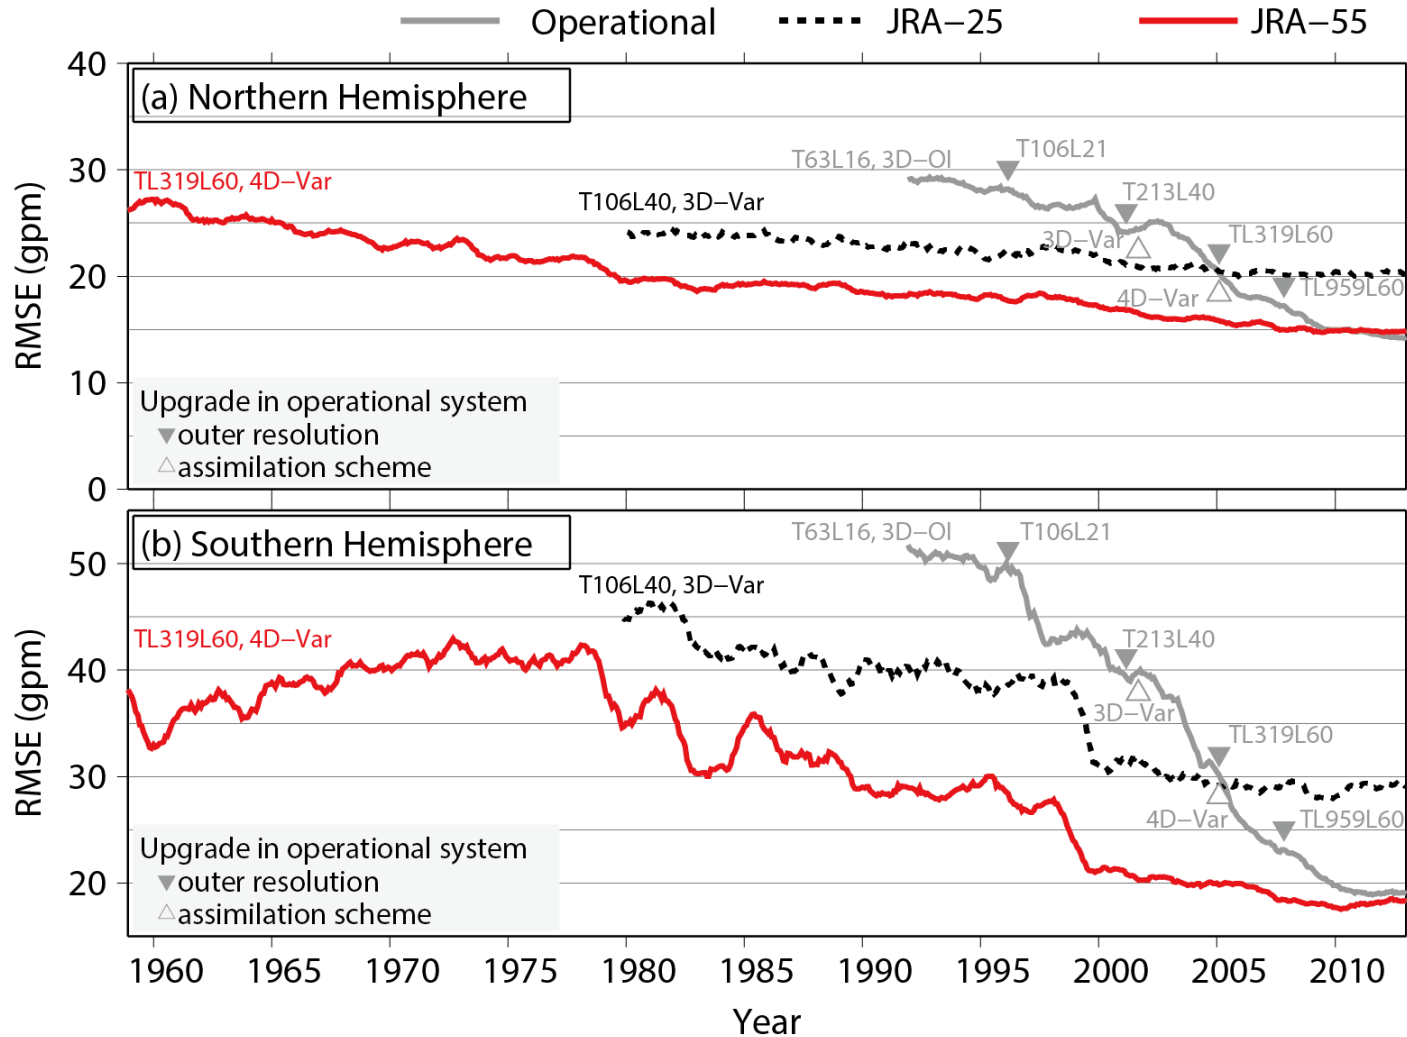 Operational JRA−25 JRA−55
40
(a) Northern Hemisphere
T106L21
T63L16, 3D−OI
30
TL319L60, 4D−Var
T213L40
T106L40, 3D−Var
TL319L60
3D−Var
20
TL959L60
4D−Var
RMSE (gpm)
10
Upgrade in operational system
outer resolution
assimilation scheme
0
(b) Southern Hemisphere
T63L16, 3D−OI T106L21
50
T106L40, 3D−Var
TL319L60, 4D−Var
T213L40
40
3D−Var
TL319L60
30
4D−Var
TL959L60
RMSE (gpm)
Upgrade in operational system
outer resolution
20
assimilation scheme
1960 1965 1970 1975 1980 1985 1990 1995 2000 2005 2010
Year